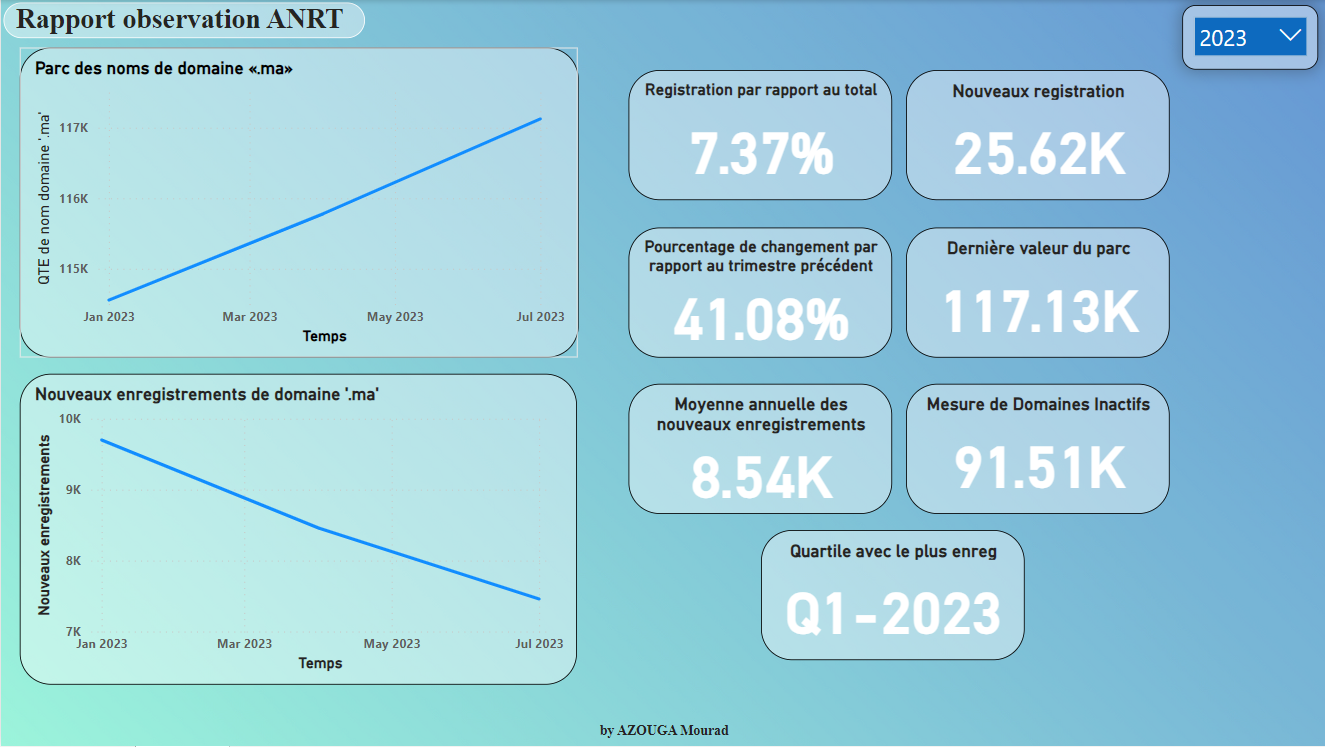 Rapport observation ANRT
2023
Parc des noms de domaine «.ma»
QTE de nom domaine '.ma'
117K
116K
115K
Jan 2023 Mar 2023 May 2023 Jul 2023
Temps
Nouveaux enregistrements de domaine '.ma'
Nouveaux enregistrements
10K
9K
8K
7K
Jan 2023 Mar 2023 May 2023 Jul 2023
Temps
Registration par rapport au total
7.37%
Nouveaux registration
25.62K
Pourcentage de changement par
rapport au trimestre précédent
41.08%
Dernière valeur du parc
117.13K
Moyenne annuelle des
nouveaux enregistrements
8.54K
Mesure de Domaines Inactifs
91.51K
Quartile avec le plus enreg
Q1-2023
by AZOUGA Mourad